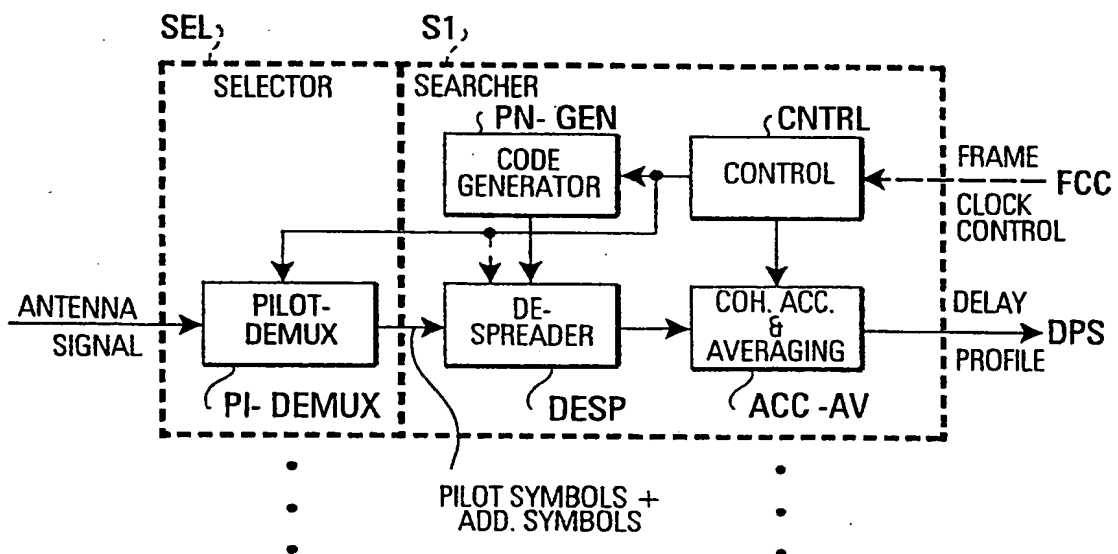 SEL
S1
SELECTOR
SEARCHER
PN- GEN
CNTRL
CODE
GENERATOR
CONTROL
FRAME
FCC
CLOCK
CONTROL
ANTENNA
SIGNAL
PILOT-
DEMUX
DE-
SPREADER
COH. ACC.
&
AVERAGING
DELAY
DPS
PROFILE
PI- DEMUX
DESP
ACC -AV
PILOT SYMBOLS +
ADD. SYMBOLS